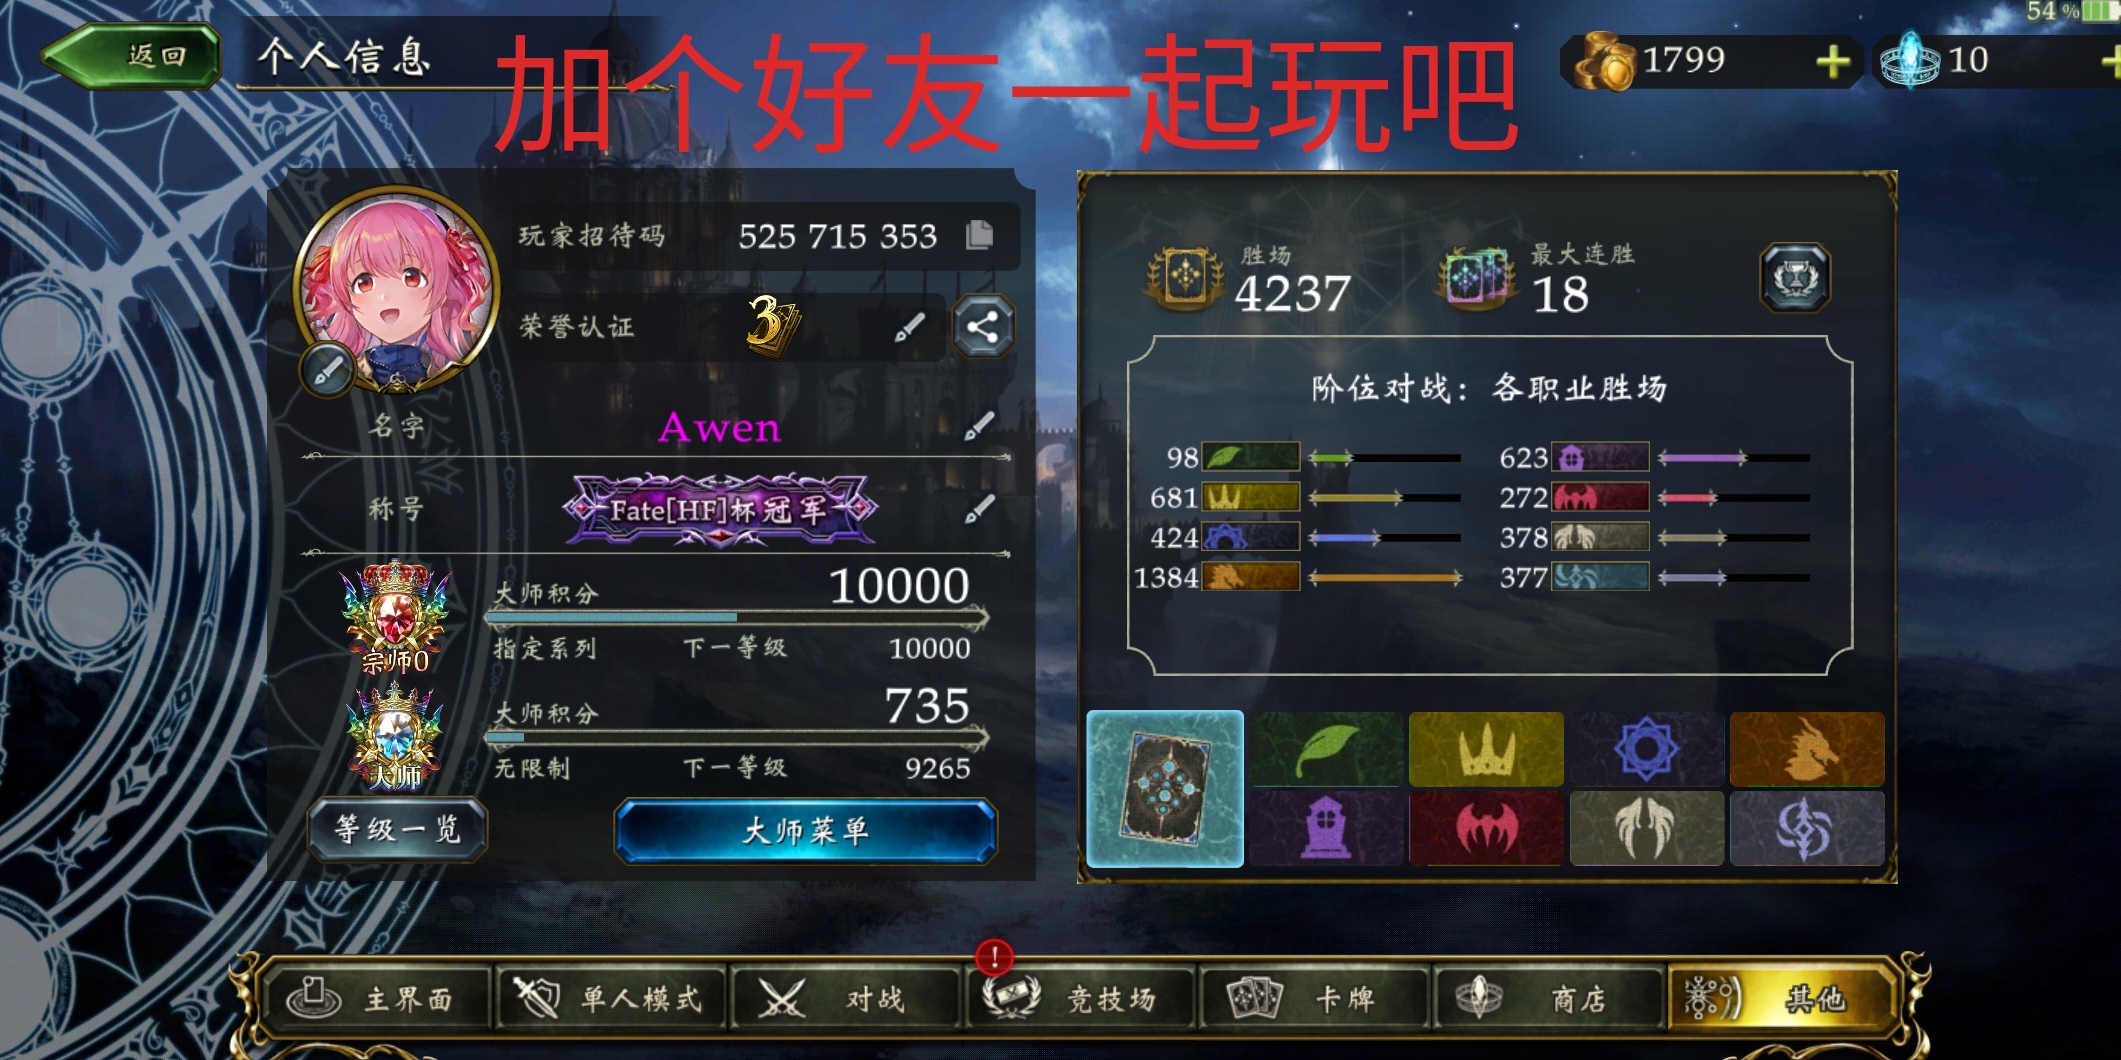 54 %
返回
个人信息
加个好友一起玩吧
1799
10
玩家招待码 525 715 353
荣誉认证 3
名字 Awen
称号 Fate[HF]杯冠军
大师积分 10000
指定系列 下一等级 10000
宗师0
大师积分 735
无限制 下一等级 9265
大师
等级一览
大师菜单
胜场
4237
最大连胜
18
阶位对战：各职业胜场
98 623
681 272
424 378
1384 377
!
主界面 单人模式 对战 竞技场 卡牌 商店 其他